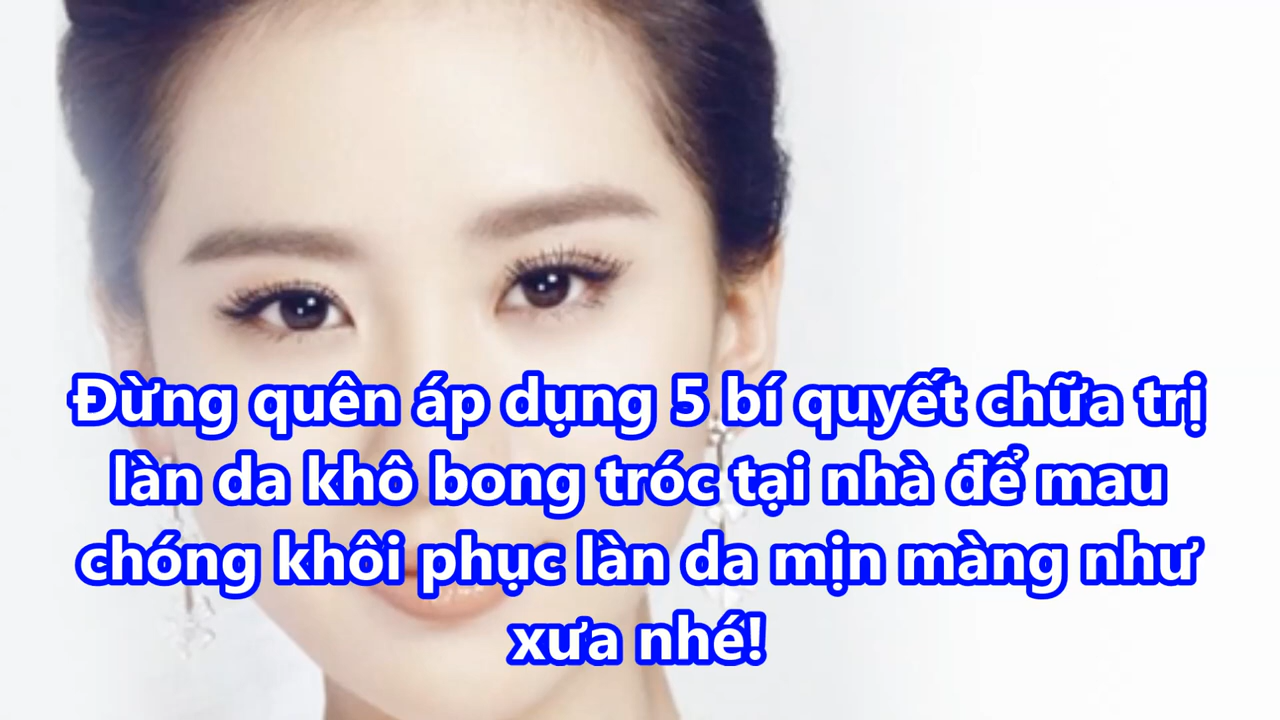 Đừng quên áp dụng 5 bí quyết chữa trị
làn da khô bong tróc tại nhà để mau
chóng khôi phục làn da mịn màng như
xưa nhé!